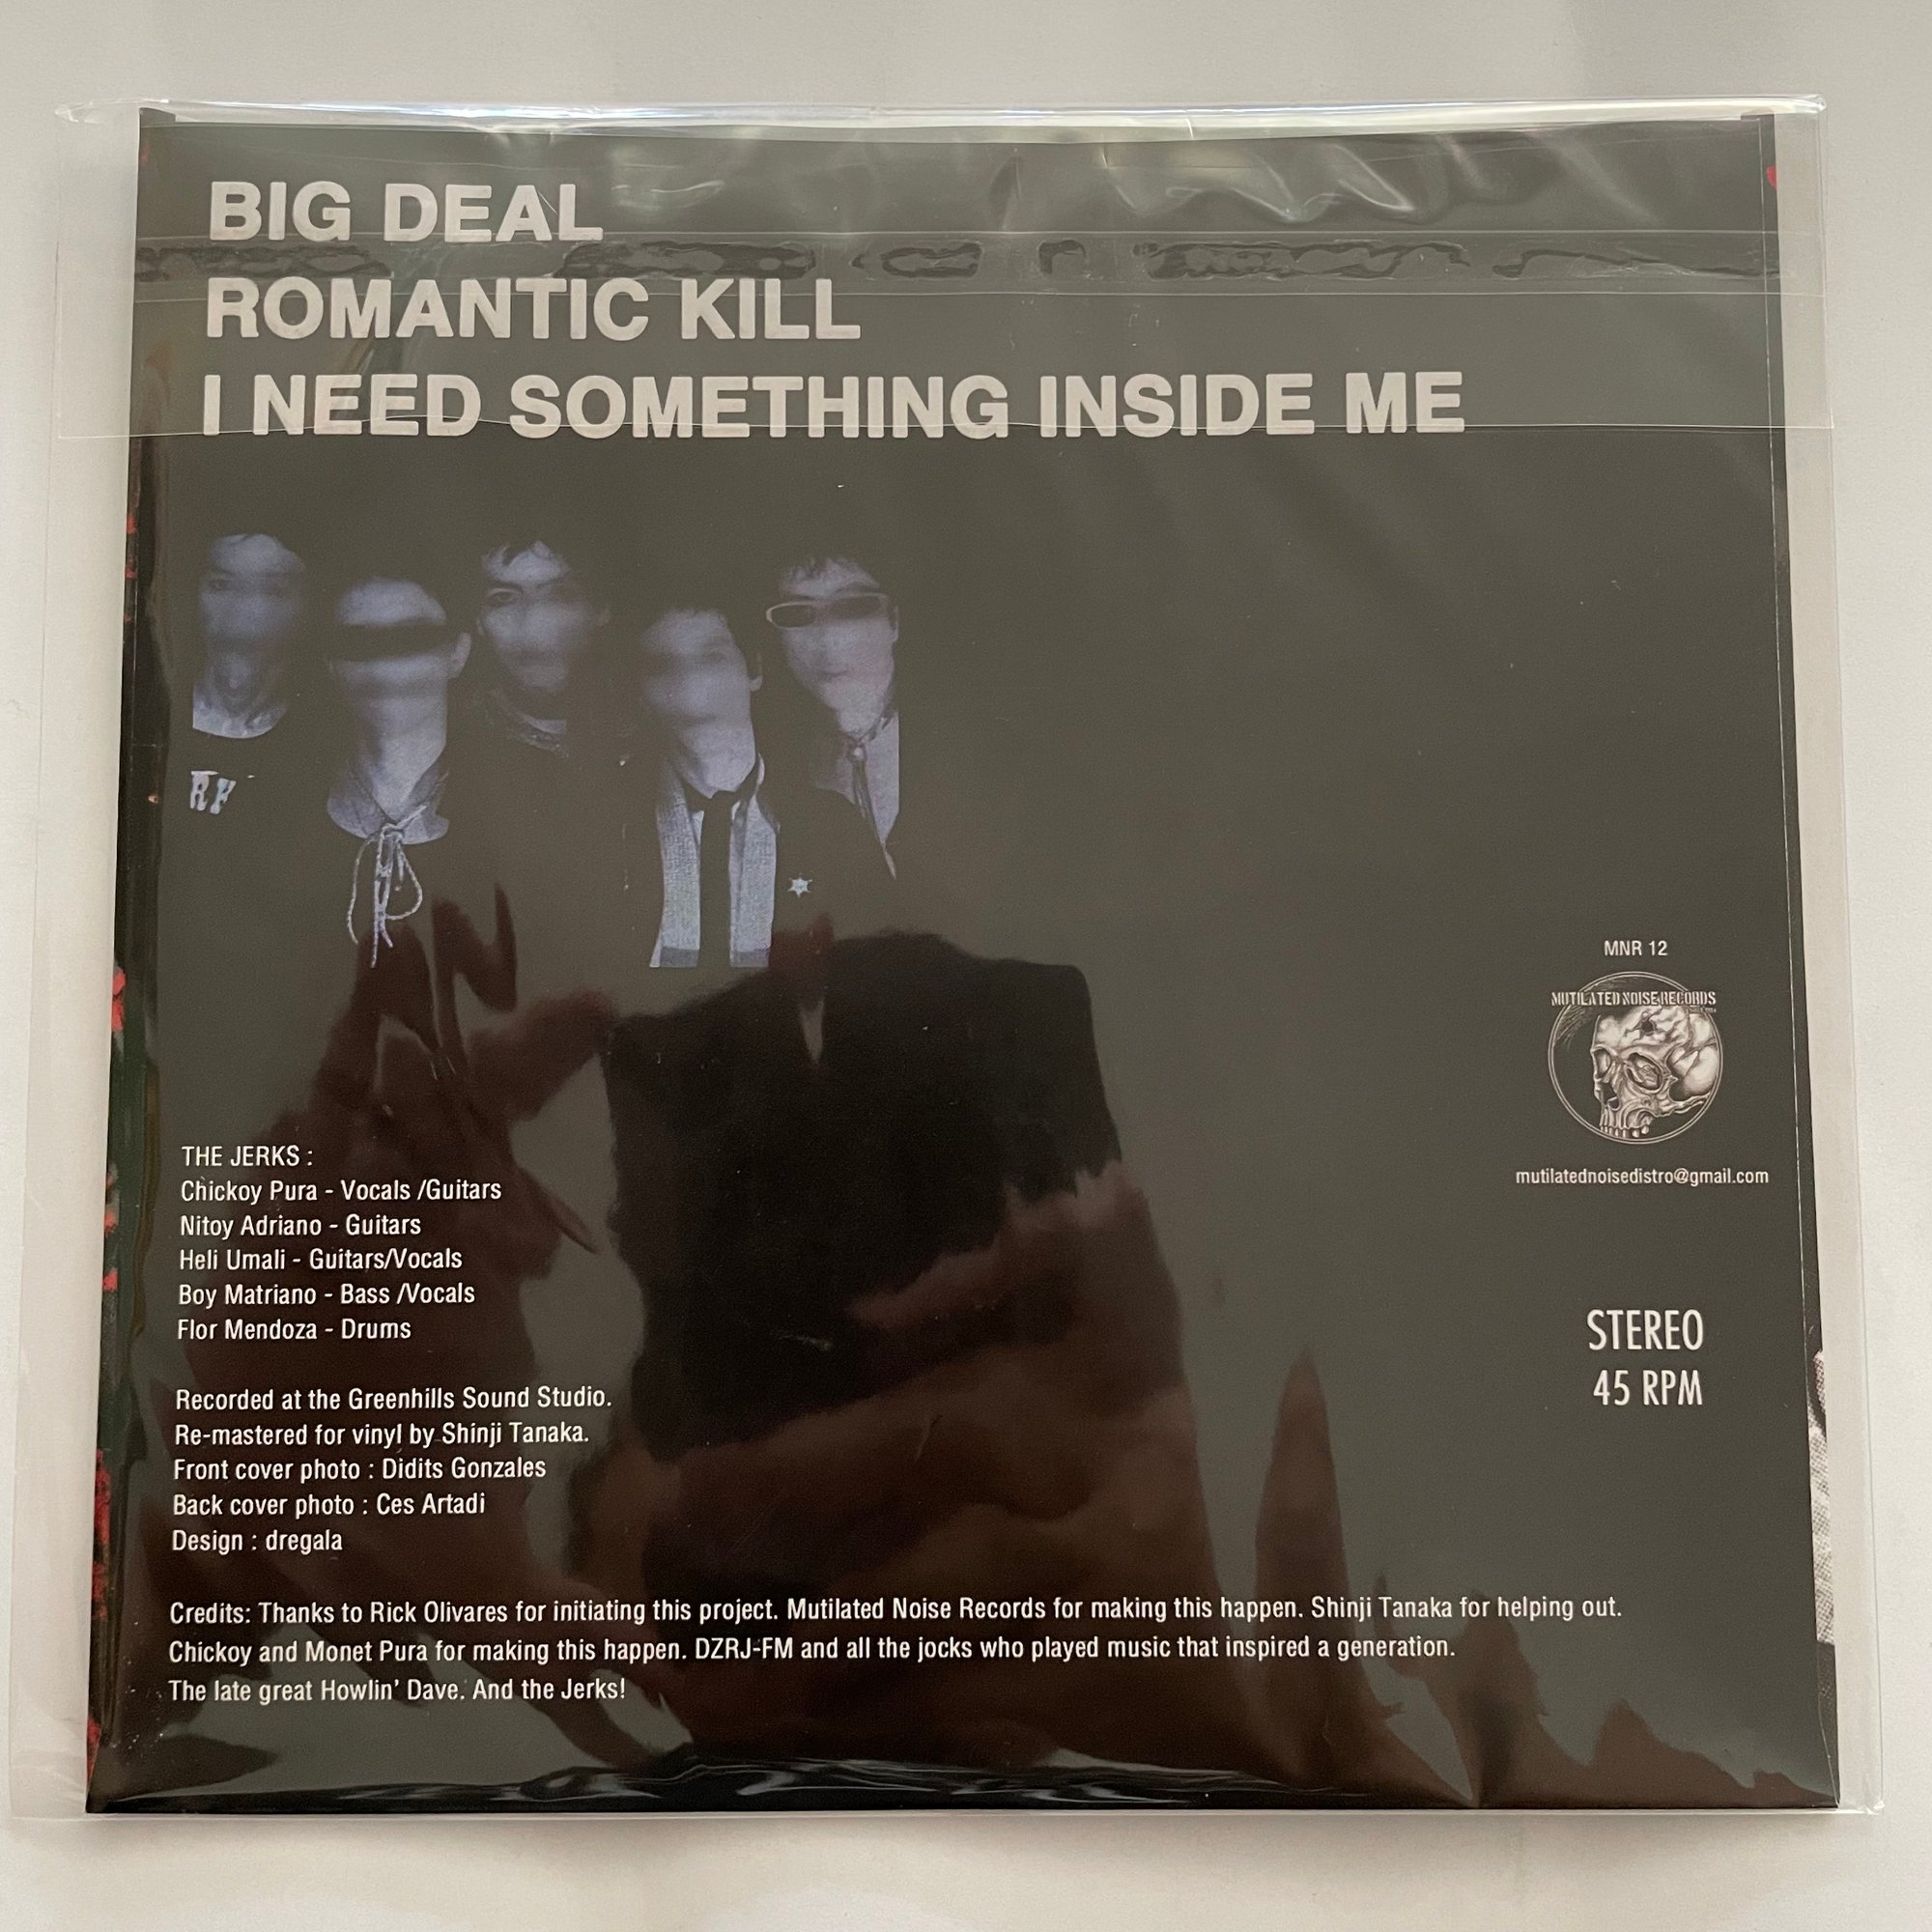 BIG DEAL
ROMANTIC KILL
I NEED SOMETHING INSIDE ME
RF
MNR 12
MUTILATED NOISE RECORDS
mutilatednoisedistro@gmail.com
THE JERKS :
Chickoy Pura - Vocals /Guitars
Nitoy Adriano - Guitars
Heli Umali - Guitars/Vocals
Boy Matriano - Bass /Vocals
Flor Mendoza - Drums
STEREO
45 RPM
Recorded at the Greenhills Sound Studio.
Re-mastered for vinyl by Shinji Tanaka.
Front cover photo : Didits Gonzales
Back cover photo : Ces Artadi
Design : dregala
Credits: Thanks to Rick Olivares for initiating this project. Mutilated Noise Records for making this happen. Shinji Tanaka for helping out.
Chickoy and Monet Pura for making this happen. DZRJ-FM and all the jocks who played music that inspired a generation.
The late great Howlin' Dave. And the Jerks!